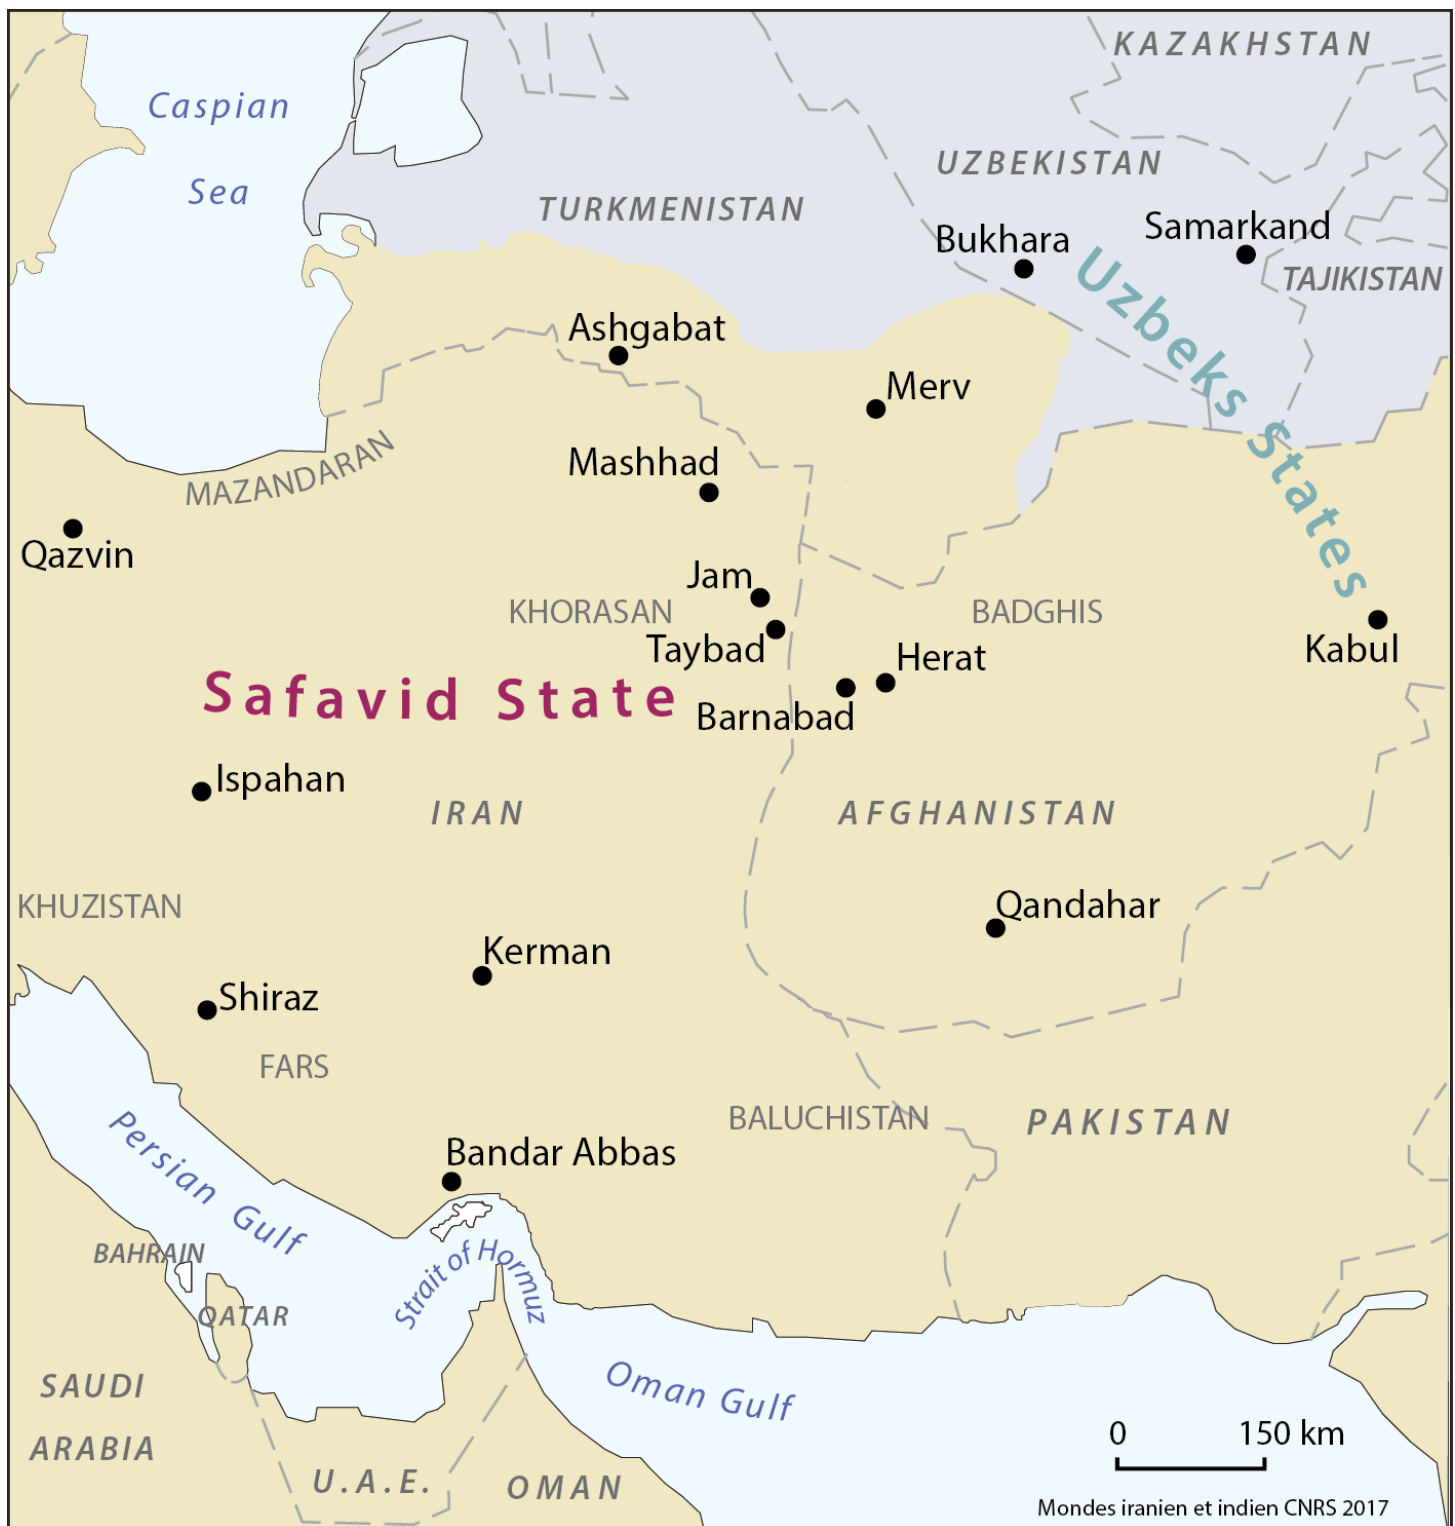 KAZAKHSTAN
Caspian
Sea
UZBEKISTAN
TURKMENISTAN
Bukhara
Samarkand
TAJIKISTAN
Uzbeks States
Ashgabat
Merv
MAZANDARAN
Mashhad
Qazvin
Jam
KHORASAN
BADGHIS
Taybad
Herat
Kabul
Safavid State
Barnabad
Ispahan
IRAN
AFGHANISTAN
KHUZISTAN
Qandahar
Kerman
Shiraz
FARS
BALUCHISTAN
PAKISTAN
Persian Gulf
Bandar Abbas
BAHRAIN
Strait of Hormuz
QATAR
SAUDI
ARABIA
Oman Gulf
U.A.E.
OMAN
0 150 km
Mondes iranien et indien CNRS 2017